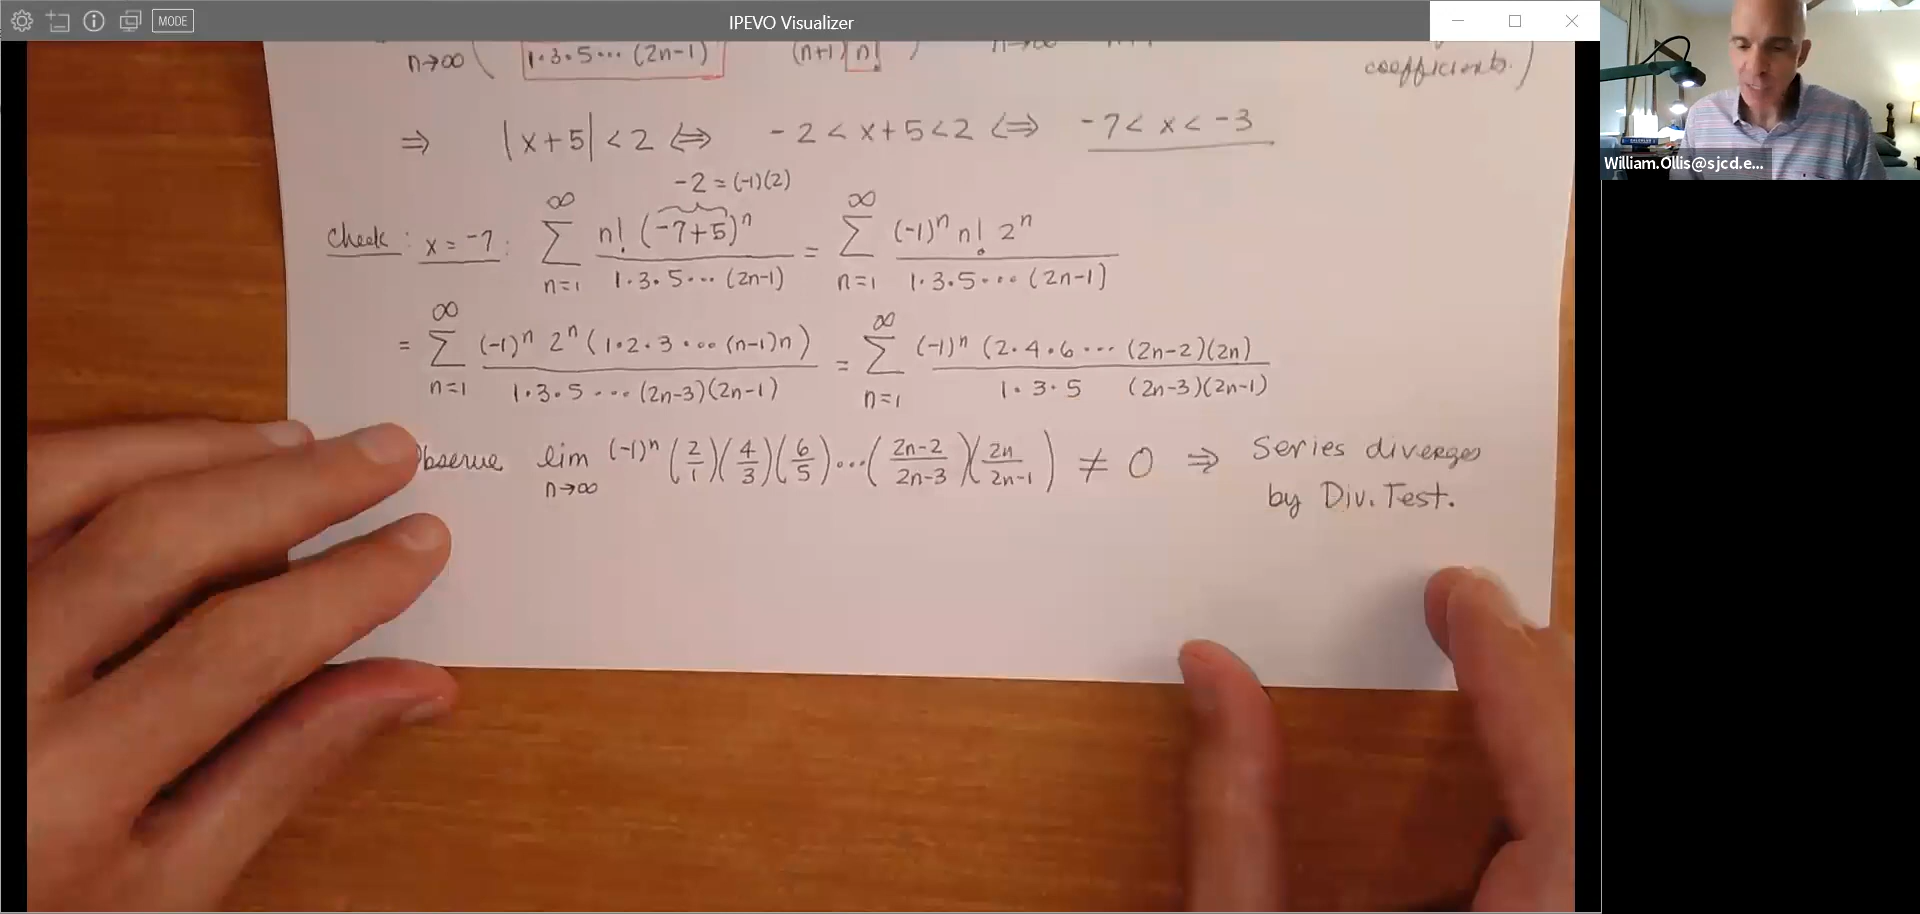 MODE
IPEVO Visualizer
n→∞ ( 1·3·5··· (2n-1) (n+1) n! ) n→∞ coefficients.)
⇒ |x+5| < 2 ⇔ -2 < x+5 < 2 ⇔ -7 < x < -3
-2 = (-1)(2)
Check: x = -7: ∞∑n=1 n! (-7+5)^n / 1·3·5··· (2n-1) = ∞∑n=1 (-1)^n n! 2^n / 1·3·5··· (2n-1)
= ∞∑n=1 (-1)^n 2^n (1·2·3···(n-1)n) / 1·3·5···(2n-3)(2n-1) = ∞∑n=1 (-1)^n (2·4·6···(2n-2)(2n) / 1·3·5 (2n-3)(2n-1)
bserve lim n→∞ (-1)^n (2/1)(4/3)(6/5)···(2n-2/2n-3)(2n/2n-1) ≠ 0 ⇒ Series diverges
by Div. Test.
William.Ollis@sjcd.e...